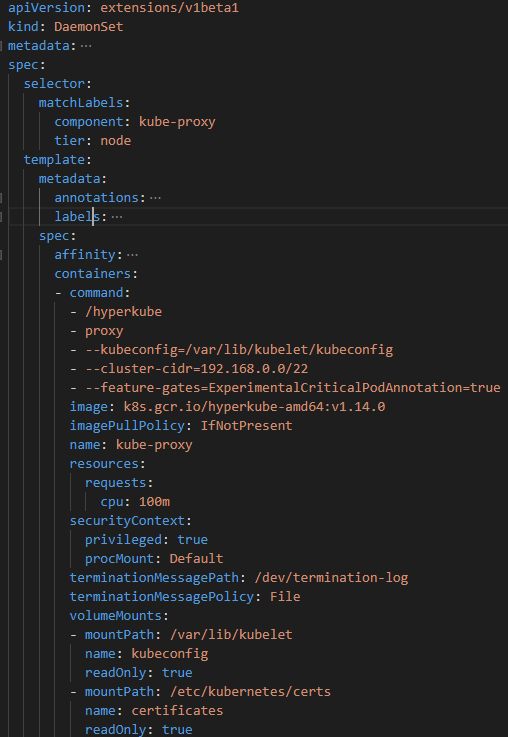 apiVersion: extensions/v1beta1
kind: DaemonSet
metadata: ···
spec:
  selector:
    matchLabels:
      component: kube-proxy
      tier: node
  template:
    metadata:
      annotations: ···
      labels: ···
    spec:
      affinity: ···
      containers:
      - command:
        - /hyperkube
        - proxy
        - --kubeconfig=/var/lib/kubelet/kubeconfig
        - --cluster-cidr=192.168.0.0/22
        - --feature-gates=ExperimentalCriticalPodAnnotation=true
        image: k8s.gcr.io/hyperkube-amd64:v1.14.0
        imagePullPolicy: IfNotPresent
        name: kube-proxy
        resources:
          requests:
            cpu: 100m
        securityContext:
          privileged: true
          procMount: Default
        terminationMessagePath: /dev/termination-log
        terminationMessagePolicy: File
        volumeMounts:
        - mountPath: /var/lib/kubelet
          name: kubeconfig
          readOnly: true
        - mountPath: /etc/kubernetes/certs
          name: certificates
          readOnly: true